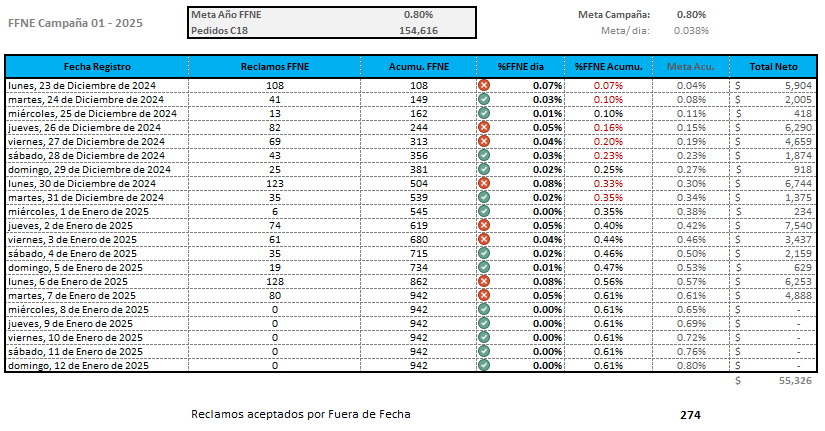 FFNE Campaña 01 - 2025
Meta Año FFNE 0.80%
Pedidos C18 154,616
Meta Campaña: 0.80%
Meta/ dia: 0.038%
Fecha Registro Reclamos FFNE Acumu. FFNE %FFNE dia %FFNE Acumu. Meta Acu. Total Neto
lunes, 23 de Diciembre de 2024 108 108 0.07% 0.07% 0.04% $ 5,904
martes, 24 de Diciembre de 2024 41 149 0.03% 0.10% 0.08% $ 2,005
miércoles, 25 de Diciembre de 2024 13 162 0.01% 0.10% 0.11% $ 418
jueves, 26 de Diciembre de 2024 82 244 0.05% 0.16% 0.15% $ 6,290
viernes, 27 de Diciembre de 2024 69 313 0.04% 0.20% 0.19% $ 4,659
sábado, 28 de Diciembre de 2024 43 356 0.03% 0.23% 0.23% $ 1,874
domingo, 29 de Diciembre de 2024 25 381 0.02% 0.25% 0.27% $ 918
lunes, 30 de Diciembre de 2024 123 504 0.08% 0.33% 0.30% $ 6,744
martes, 31 de Diciembre de 2024 35 539 0.02% 0.35% 0.34% $ 1,375
miércoles, 1 de Enero de 2025 6 545 0.00% 0.35% 0.38% $ 234
jueves, 2 de Enero de 2025 74 619 0.05% 0.40% 0.42% $ 7,540
viernes, 3 de Enero de 2025 61 680 0.04% 0.44% 0.46% $ 3,437
sábado, 4 de Enero de 2025 35 715 0.02% 0.46% 0.50% $ 2,159
domingo, 5 de Enero de 2025 19 734 0.01% 0.47% 0.53% $ 629
lunes, 6 de Enero de 2025 128 862 0.08% 0.56% 0.57% $ 6,253
martes, 7 de Enero de 2025 80 942 0.05% 0.61% 0.61% $ 4,888
miércoles, 8 de Enero de 2025 0 942 0.00% 0.61% 0.65% $ -
jueves, 9 de Enero de 2025 0 942 0.00% 0.61% 0.69% $ -
viernes, 10 de Enero de 2025 0 942 0.00% 0.61% 0.72% $ -
sábado, 11 de Enero de 2025 0 942 0.00% 0.61% 0.76% $ -
domingo, 12 de Enero de 2025 0 942 0.00% 0.61% 0.80% $ -
$ 55,326
Reclamos aceptados por Fuera de Fecha 274